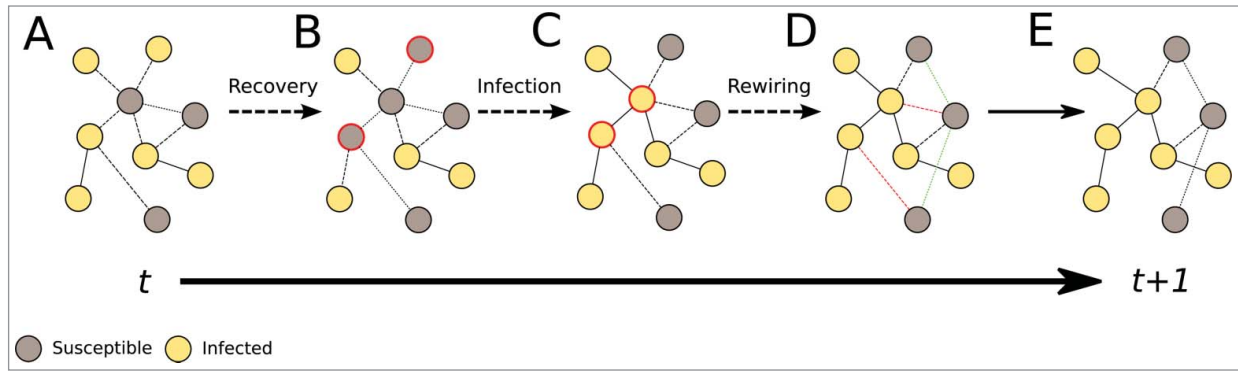 A B C D E
Recovery Infection Rewiring
t t+1
Susceptible Infected